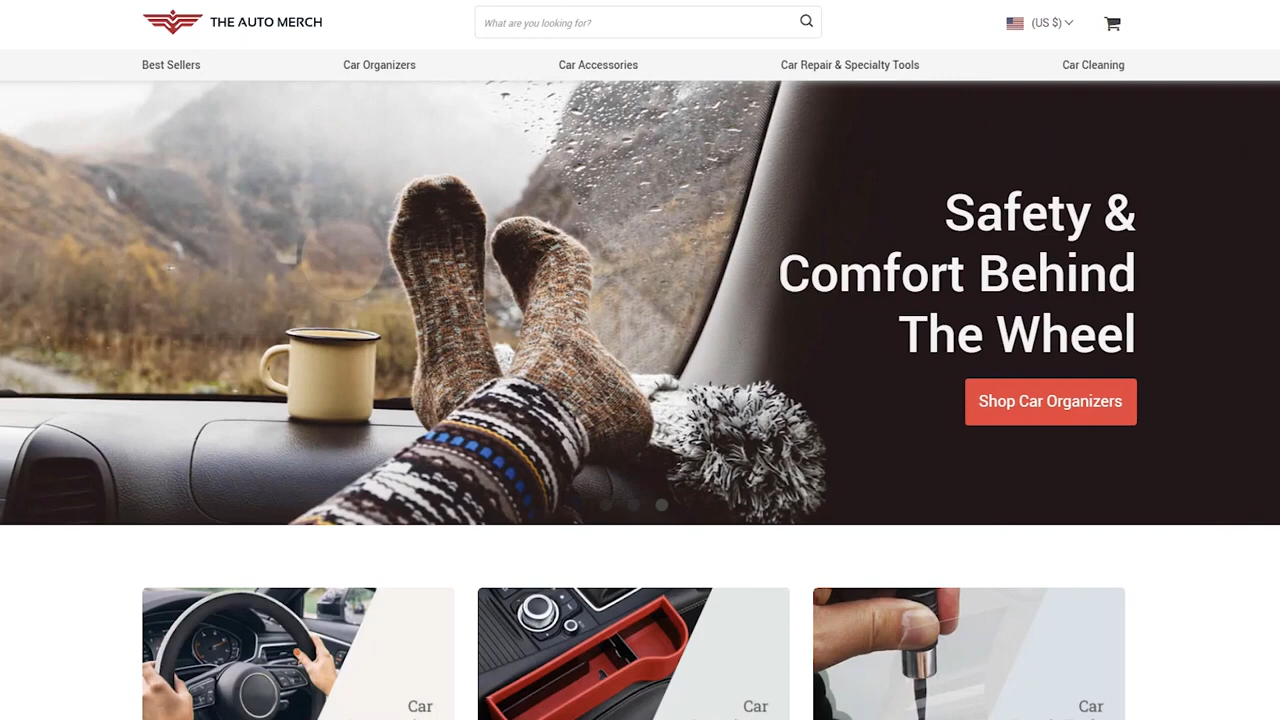 THE AUTO MERCH
What are you looking for?
(US $)
Best Sellers
Car Organizers
Car Accessories
Car Repair & Specialty Tools
Car Cleaning
Safety &
Comfort Behind
The Wheel
Shop Car Organizers
Car
Car
Car